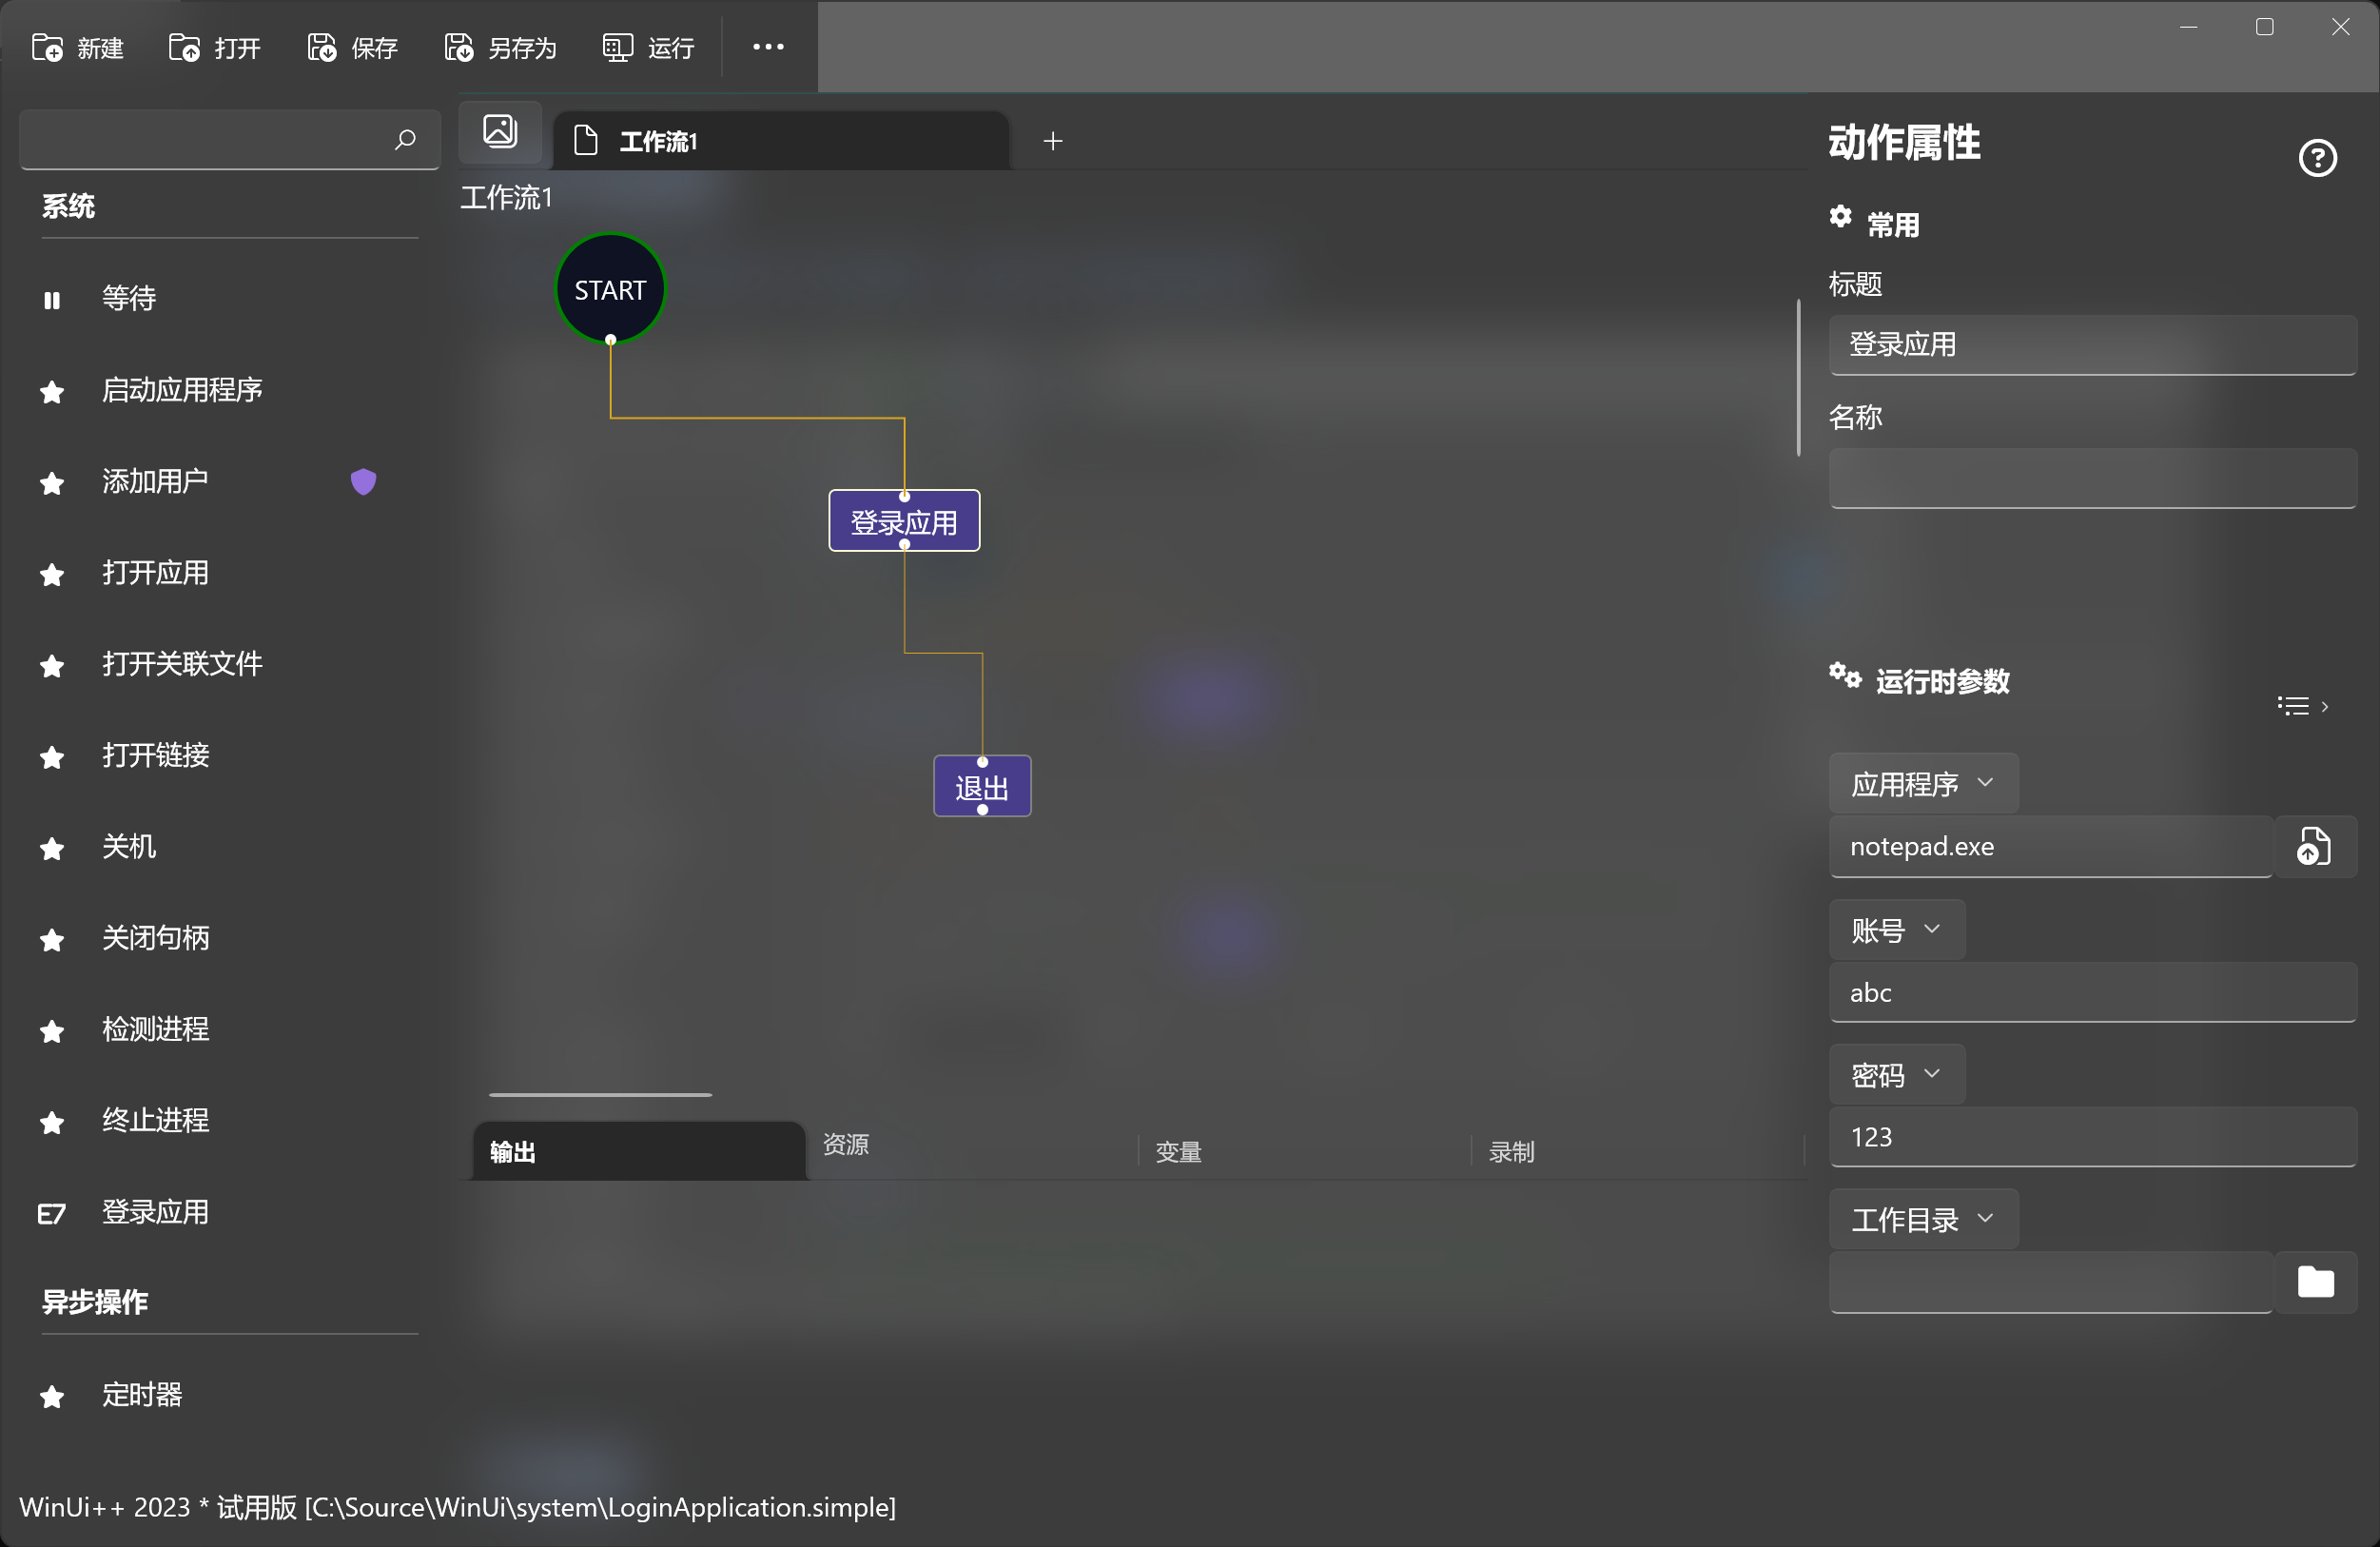 新建
打开
保存
另存为
运行
系统
等待
启动应用程序
添加用户
打开应用
打开关联文件
打开链接
关机
关闭句柄
检测进程
终止进程
E7 登录应用
异步操作
定时器
工作流1
工作流1
START
登录应用
退出
输出
资源
变量
录制
动作属性
常用
标题
登录应用
名称
运行时参数
应用程序
notepad.exe
账号
abc
密码
123
工作目录
WinUi++ 2023 * 试用版 [C:\Source\WinUi\system\LoginApplication.simple]